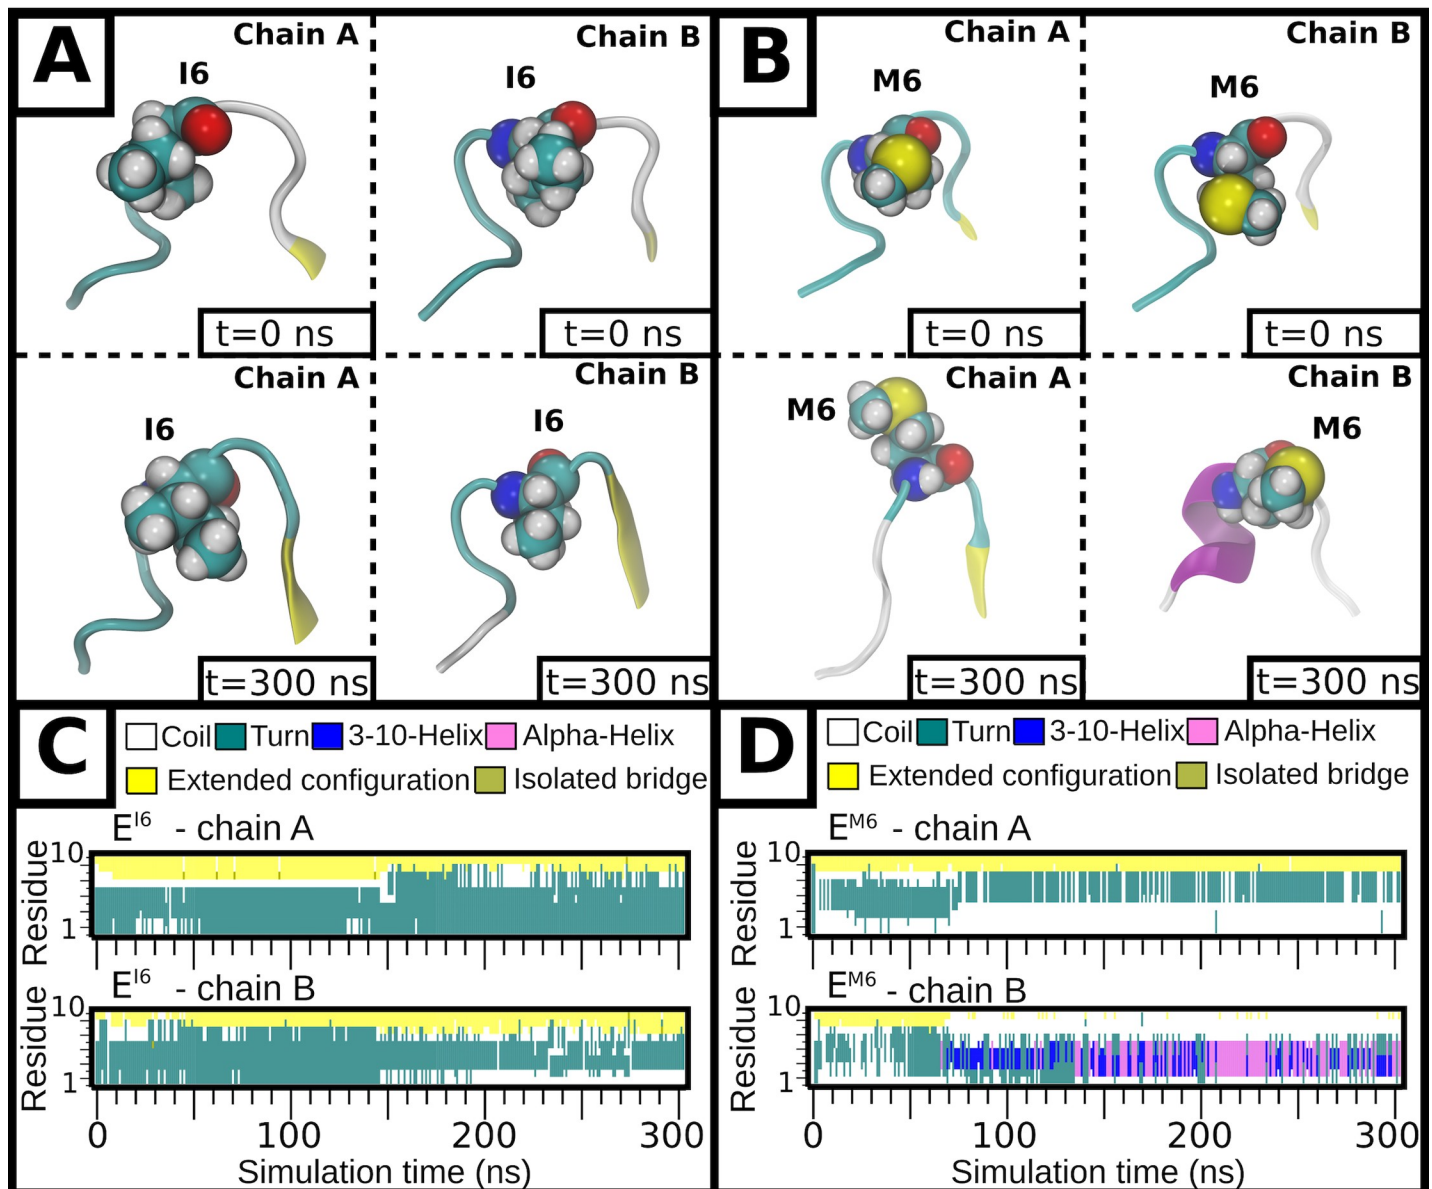 A
Chain A
I6
Chain B
I6
B
Chain A
M6
Chain B
M6
t=0 ns
t=0 ns
t=0 ns
t=0 ns
Chain A
I6
Chain B
I6
Chain A
M6
Chain B
M6
t=300 ns
t=300 ns
t=300 ns
t=300 ns
C
Coil Turn 3-10-Helix Alpha-Helix
Extended configuration Isolated bridge
E^I6 - chain A
Residue
10
1
E^I6 - chain B
Residue
10
1
0 100 200 300
Simulation time (ns)
D
Coil Turn 3-10-Helix Alpha-Helix
Extended configuration Isolated bridge
E^M6 - chain A
Residue
10
1
E^M6 - chain B
Residue
10
1
0 100 200 300
Simulation time (ns)